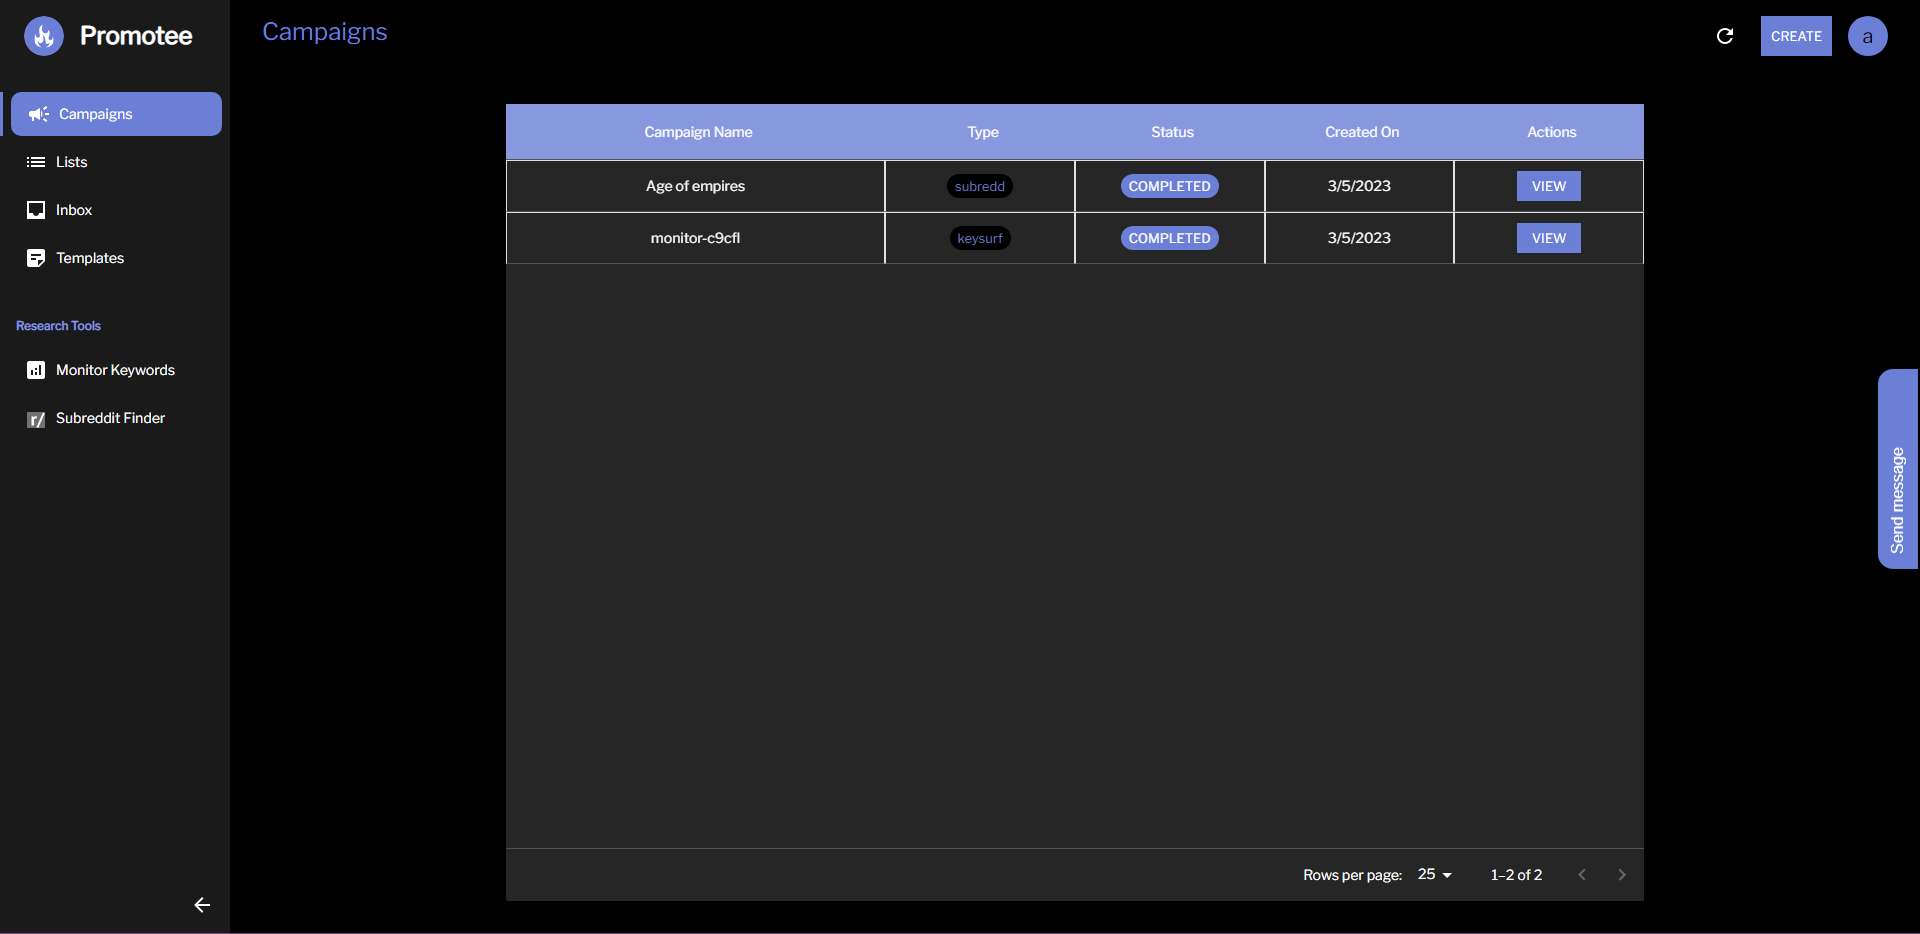 Promotee
Campaigns
CREATE
a
Campaigns
Lists
Inbox
Templates
Research Tools
Monitor Keywords
r/ Subreddit Finder
Campaign Name Type Status Created On Actions
Age of empires subredd COMPLETED 3/5/2023 VIEW
monitor-c9cfl keysurf COMPLETED 3/5/2023 VIEW
Send message
Rows per page: 25 1–2 of 2